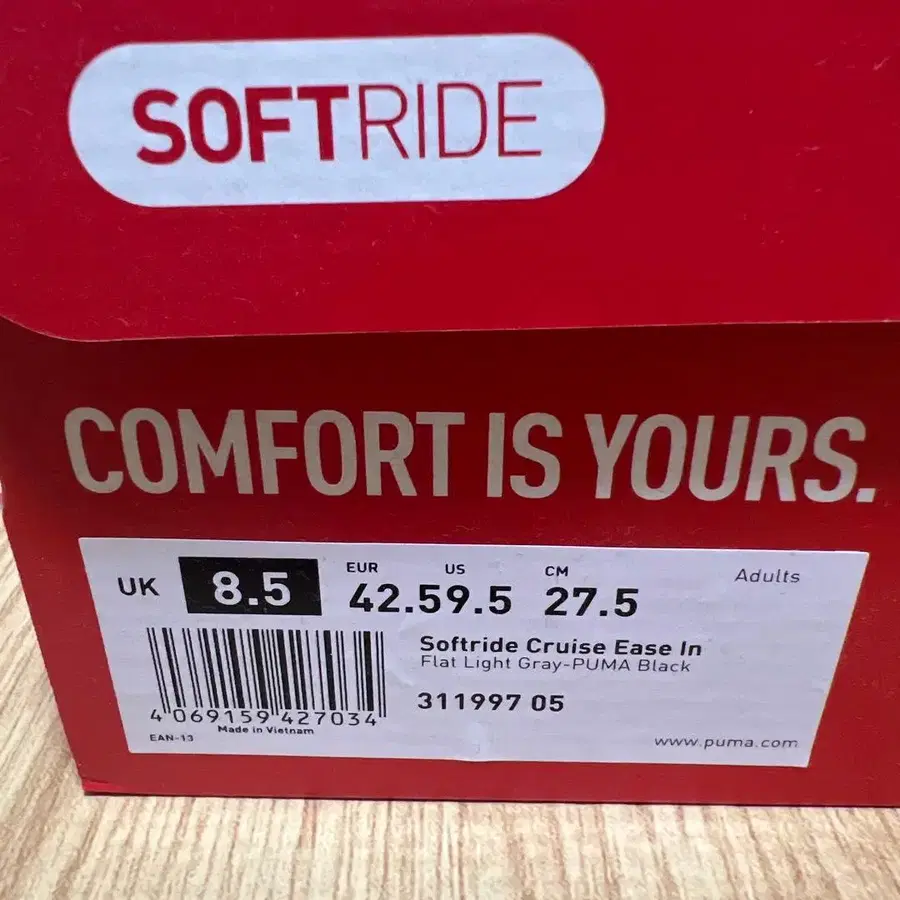 SOFTRIDE
COMFORT IS YOURS.
UK 8.5 EUR 42.5 US 9.5 CM 27.5 Adults
Softride Cruise Ease In
Flat Light Gray-PUMA Black
311997 05
4 069159 427034
Made in Vietnam
EAN-13
www.puma.com